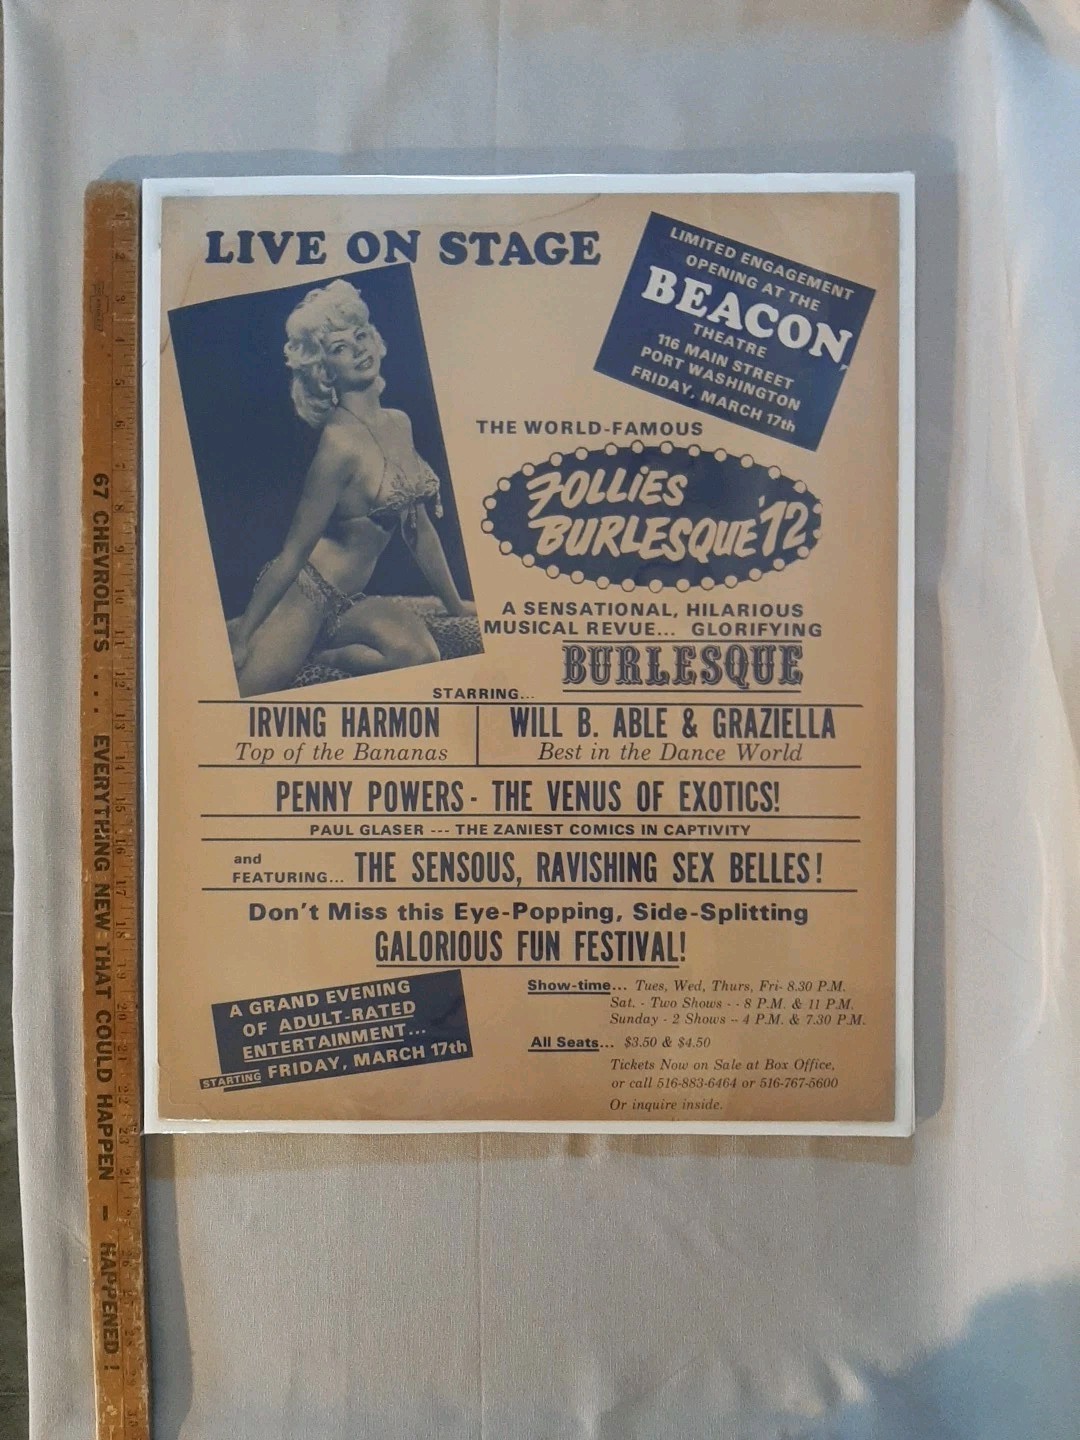 LIVE ON STAGE
LIMITED ENGAGEMENT
OPENING AT THE
BEACON,
THEATRE
116 MAIN STREET
PORT WASHINGTON
FRIDAY, MARCH 17th
THE WORLD-FAMOUS
FOLLiES
BURLESQUE '72
A SENSATIONAL, HILARIOUS
MUSICAL REVUE... GLORIFYING
BURLESQUE
STARRING...
IRVING HARMON
Top of the Bananas
WILL B. ABLE & GRAZIELLA
Best in the Dance World
PENNY POWERS - THE VENUS OF EXOTICS!
PAUL GLASER --- THE ZANIEST COMICS IN CAPTIVITY
and
FEATURING... THE SENSOUS, RAVISHING SEX BELLES!
Don't Miss this Eye-Popping, Side-Splitting
GALORIOUS FUN FESTIVAL!
A GRAND EVENING
OF ADULT-RATED
ENTERTAINMENT...
STARTING FRIDAY, MARCH 17th
Show-time... Tues, Wed, Thurs, Fri- 8.30 P.M.
Sat. - Two Shows - - 8 P.M. & 11 P.M.
Sunday - 2 Shows -- 4 P.M. & 7.30 P.M.
All Seats... $3.50 & $4.50
Tickets Now on Sale at Box Office,
or call 516-883-6464 or 516-767-5600
Or inquire inside.
67 CHEVROLETS . . . EVERYTHING NEW THAT COULD HAPPEN - HAPPENED !